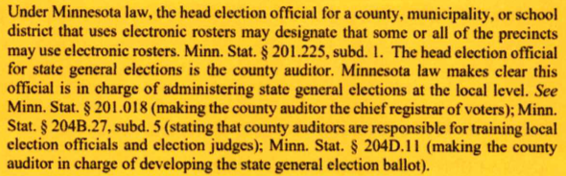 Under Minnesota law, the head election official for a county, municipality, or school
district that uses electronic rosters may designate that some or all of the precincts
may use electronic rosters. Minn. Stat. § 201.225, subd. 1. The head election official
for state general elections is the county auditor. Minnesota law makes clear this
official is in charge of administering state general elections at the local level. See
Minn. Stat. § 201.018 (making the county auditor the chief registrar of voters); Minn.
Stat. § 204B.27, subd. 5 (stating that county auditors are responsible for training local
election officials and election judges); Minn. Stat. § 204D.11 (making the county
auditor in charge of developing the state general election ballot).